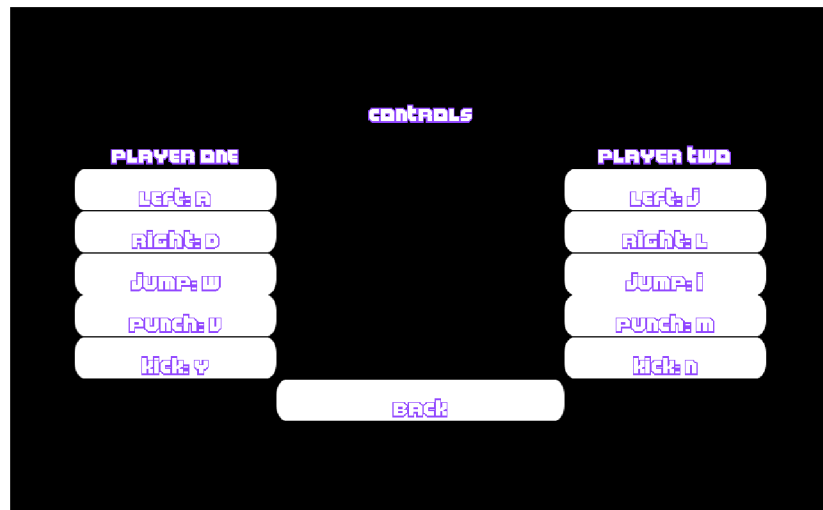 Controls
Player One
Left: A
Right: D
Jump: W
Punch: V
Kick: Y
Player Two
Left: J
Right: L
Jump: I
Punch: M
Kick: N
Back